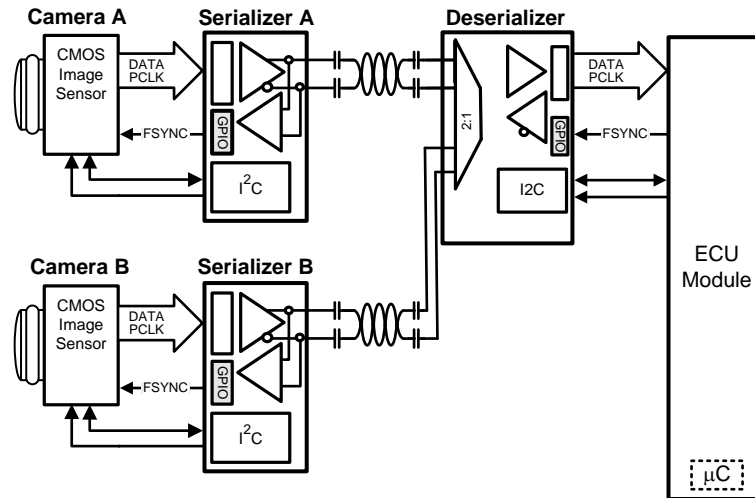 Camera A
Serializer A
Deserializer
CMOS
Image
Sensor
DATA
PCLK
FSYNC
GPIO
I²C
2:1
DATA
PCLK
GPIO
FSYNC
I2C
ECU
Module
Camera B
Serializer B
CMOS
Image
Sensor
DATA
PCLK
FSYNC
GPIO
I²C
µC